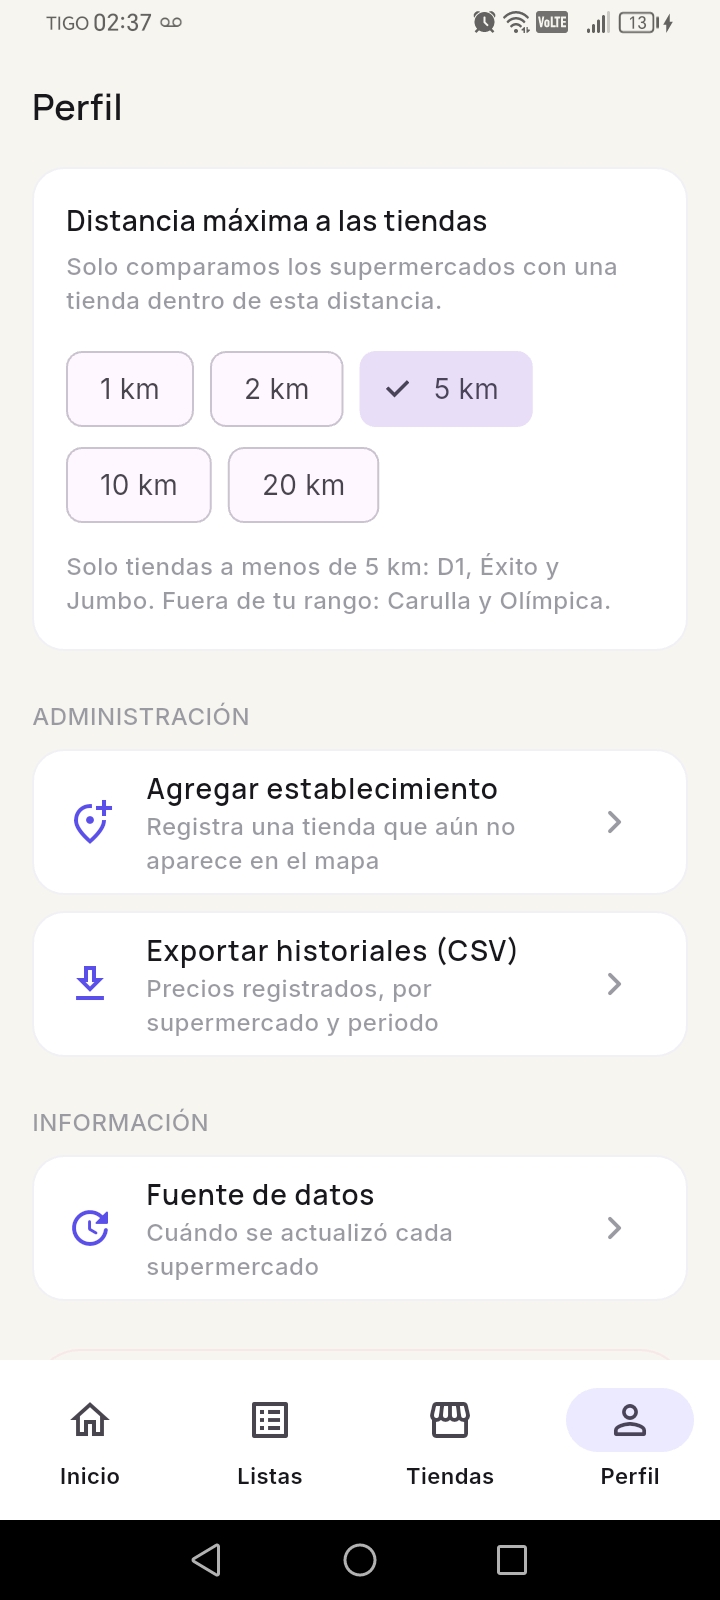 TIGO 02:37
VoLTE
13
Perfil
Distancia máxima a las tiendas
Solo comparamos los supermercados con una
tienda dentro de esta distancia.
1 km
2 km
5 km
10 km
20 km
Solo tiendas a menos de 5 km: D1, Éxito y
Jumbo. Fuera de tu rango: Carulla y Olímpica.
ADMINISTRACIÓN
Agregar establecimiento
Registra una tienda que aún no
aparece en el mapa
Exportar historiales (CSV)
Precios registrados, por
supermercado y periodo
INFORMACIÓN
Fuente de datos
Cuándo se actualizó cada
supermercado
Inicio
Listas
Tiendas
Perfil